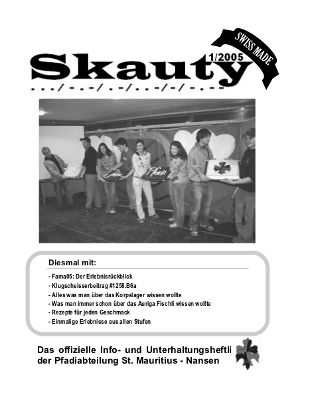 SWISS MADE
1/2005
Skauty
.../-.-/.-/..-/-/-.--
Diesmal mit:
- Fama05: Der Erlebnisrückblick
- Klugscheisserbeitrag #1258.B6a
- Alles was man über das Korpslager wissen wollte
- Was man immer schon über das Auriga Fischli wissen wollte
- Rezepte für jeden Geschmack
- Einmalige Erlebnisse aus allen Stufen
Das offizielle Info- und Unterhaltungsheftli
der Pfadiabteilung St. Mauritius - Nansen